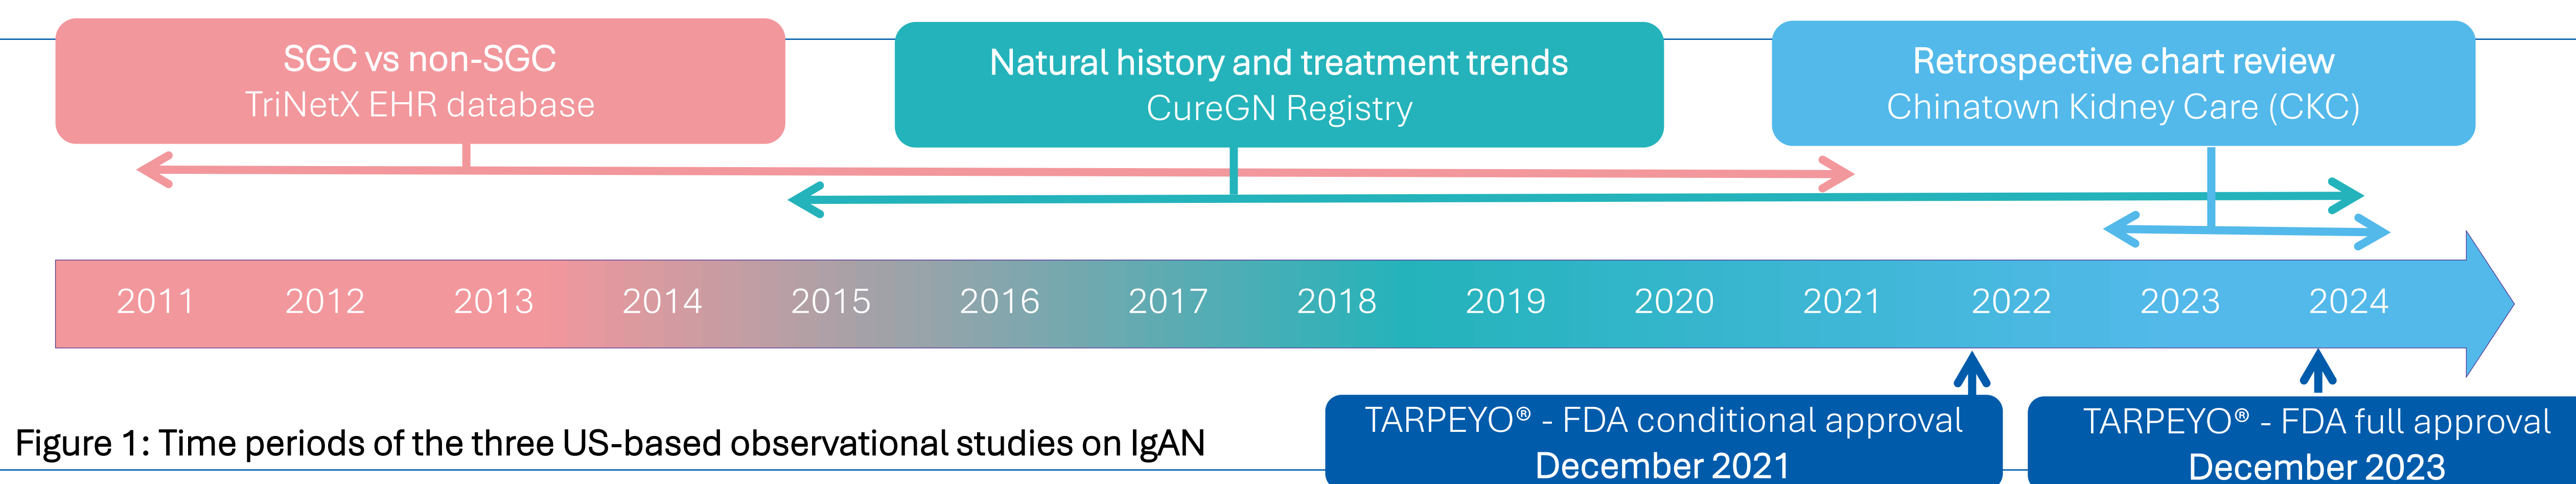 SGC vs non-SGC
TriNetX EHR database
Natural history and treatment trends
CureGN Registry
Retrospective chart review
Chinatown Kidney Care (CKC)
2011 2012 2013 2014 2015 2016 2017 2018 2019 2020 2021 2022 2023 2024
TARPEYO® - FDA conditional approval
December 2021
TARPEYO® - FDA full approval
December 2023
Figure 1: Time periods of the three US-based observational studies on IgAN